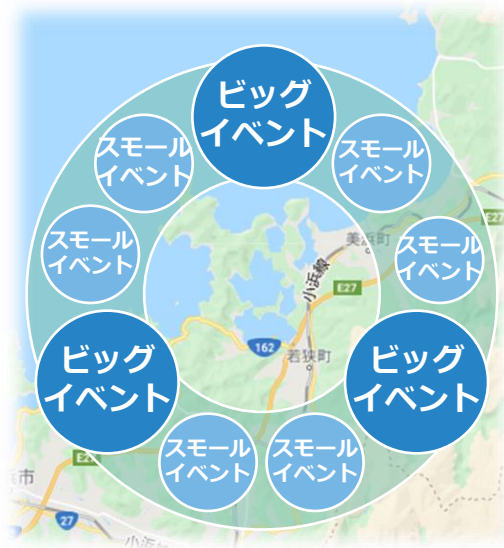 ビッグ
イベント
スモール
イベント
スモール
イベント
スモール
イベント
美浜町
E27
スモール
イベント
小浜線
E27
162
若狭町
ビッグ
イベント
ビッグ
イベント
スモール
イベント
スモール
イベント
浜市
27